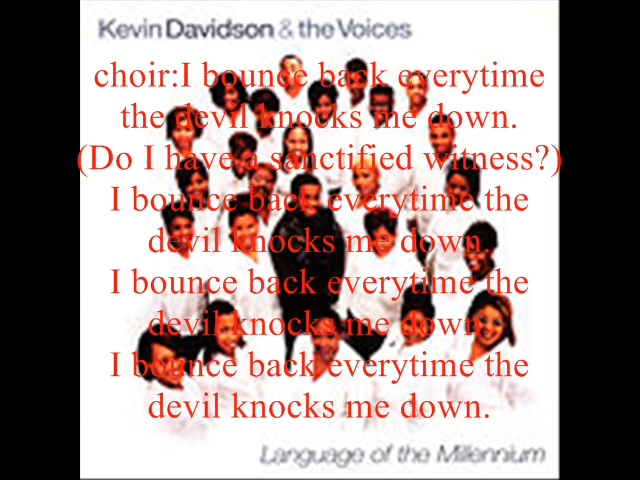 Kevin Davidson & the Voices
choir:I bounce back everytime
the devil knocks me down.
(Do I have a sanctified witness?)
I bounce back everytime the
devil knocks me down.
I bounce back everytime the
devil knocks me down.
I bounce back everytime the
devil knocks me down.
Language of the Millennium